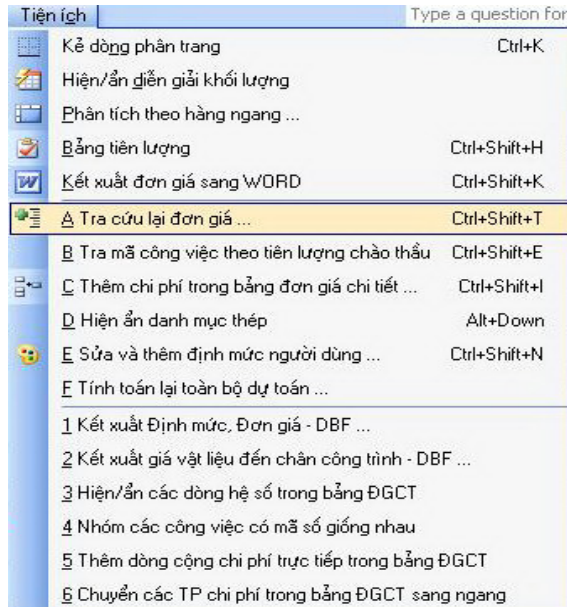 Tiện ích Type a question for
Kẻ dòng phân trang Ctrl+K
Hiện/ẩn diễn giải khối lượng
Phân tích theo hàng ngang ...
Bảng tiên lượng Ctrl+Shift+H
Kết xuất đơn giá sang WORD Ctrl+Shift+K
A Tra cứu lại đơn giá ... Ctrl+Shift+T
B Tra mã công việc theo tiên lượng chào thầu Ctrl+Shift+E
C Thêm chi phí trong bảng đơn giá chi tiết ... Ctrl+Shift+I
D Hiện ẩn danh mục thép Alt+Down
E Sửa và thêm định mức người dùng ... Ctrl+Shift+N
F Tính toán lại toàn bộ dự toán ...
1 Kết xuất Định mức, Đơn giá - DBF ...
2 Kết xuất giá vật liệu đến chân công trình - DBF ...
3 Hiện/ẩn các dòng hệ số trong bảng ĐGCT
4 Nhóm các công việc có mã số giống nhau
5 Thêm dòng cộng chi phí trực tiếp trong bảng ĐGCT
6 Chuyển các TP chi phí trong bảng ĐGCT sang ngang